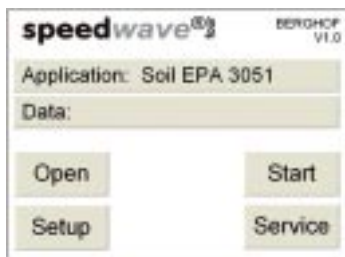 speedwave®
BERGHOF
V1.0
Application: Soil EPA 3051
Data:
Open
Start
Setup
Service